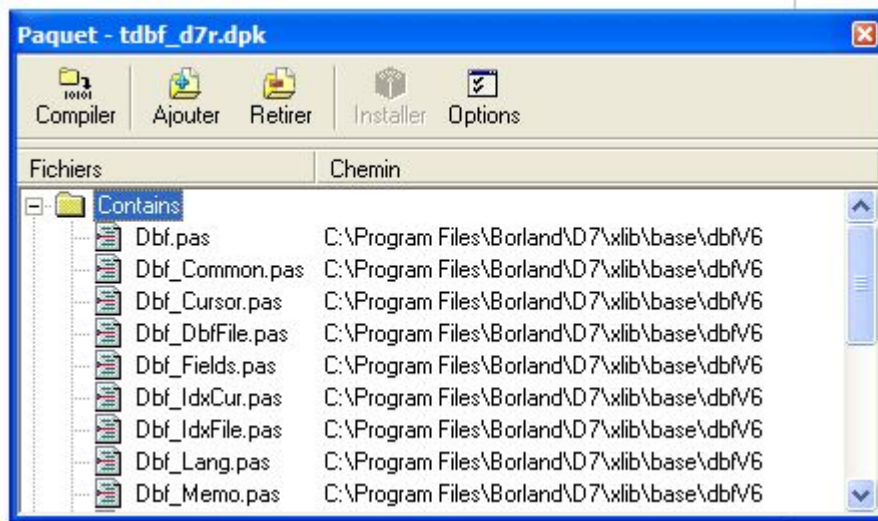 Paquet - tdbf_d7r.dpk
Compiler Ajouter Retirer Installer Options
Fichiers Chemin
Contains
Dbf.pas C:\Program Files\Borland\D7\xlib\base\dbfV6
Dbf_Common.pas C:\Program Files\Borland\D7\xlib\base\dbfV6
Dbf_Cursor.pas C:\Program Files\Borland\D7\xlib\base\dbfV6
Dbf_DbfFile.pas C:\Program Files\Borland\D7\xlib\base\dbfV6
Dbf_Fields.pas C:\Program Files\Borland\D7\xlib\base\dbfV6
Dbf_IdxCur.pas C:\Program Files\Borland\D7\xlib\base\dbfV6
Dbf_IdxFile.pas C:\Program Files\Borland\D7\xlib\base\dbfV6
Dbf_Lang.pas C:\Program Files\Borland\D7\xlib\base\dbfV6
Dbf_Memo.pas C:\Program Files\Borland\D7\xlib\base\dbfV6